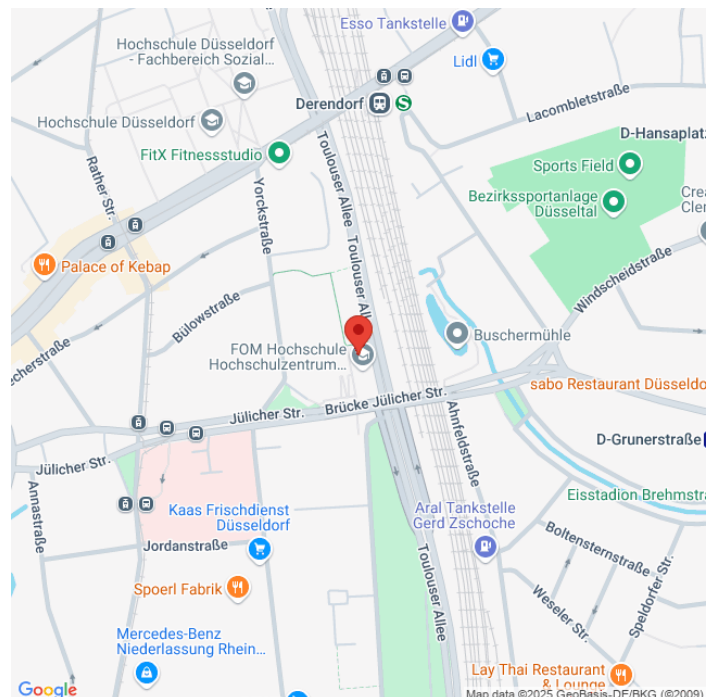 Esso Tankstelle
Hochschule Düsseldorf
- Fachbereich Sozial...
Lidl
Derendorf
S
Lacombletstraße
Hochschule Düsseldorf
D-Hansaplatz
FitX Fitnessstudio
Toulouser Allee
Sports Field
Rather Str.
Yorckstraße
Bezirkssportanlage
Düsseltal
Crea
Clem
Toulouser Allee
Palace of Kebap
Windscheidstraße
Bülowstraße
Buschermühle
FOM Hochschule
Hochschulzentrum...
echerstraße
sabo Restaurant Düsseldo
Brücke Jülicher Str.
Jülicher Str.
Ahnfeldstraße
D-Grunerstraße
Jülicher Str.
Annastraße
Eisstadion Brehmstra
Kaas Frischdienst
Düsseldorf
Aral Tankstelle
Gerd Zschoche
Boltensternstraße
Jordanstraße
Toulouser Allee
Speldorfer Str.
Spoerl Fabrik
Weseler Str.
Mercedes-Benz
Niederlassung Rhein...
Lay Thai Restaurant
& Lounge
Google
Map data ©2025 GeoBasis-DE/BKG (©2009)